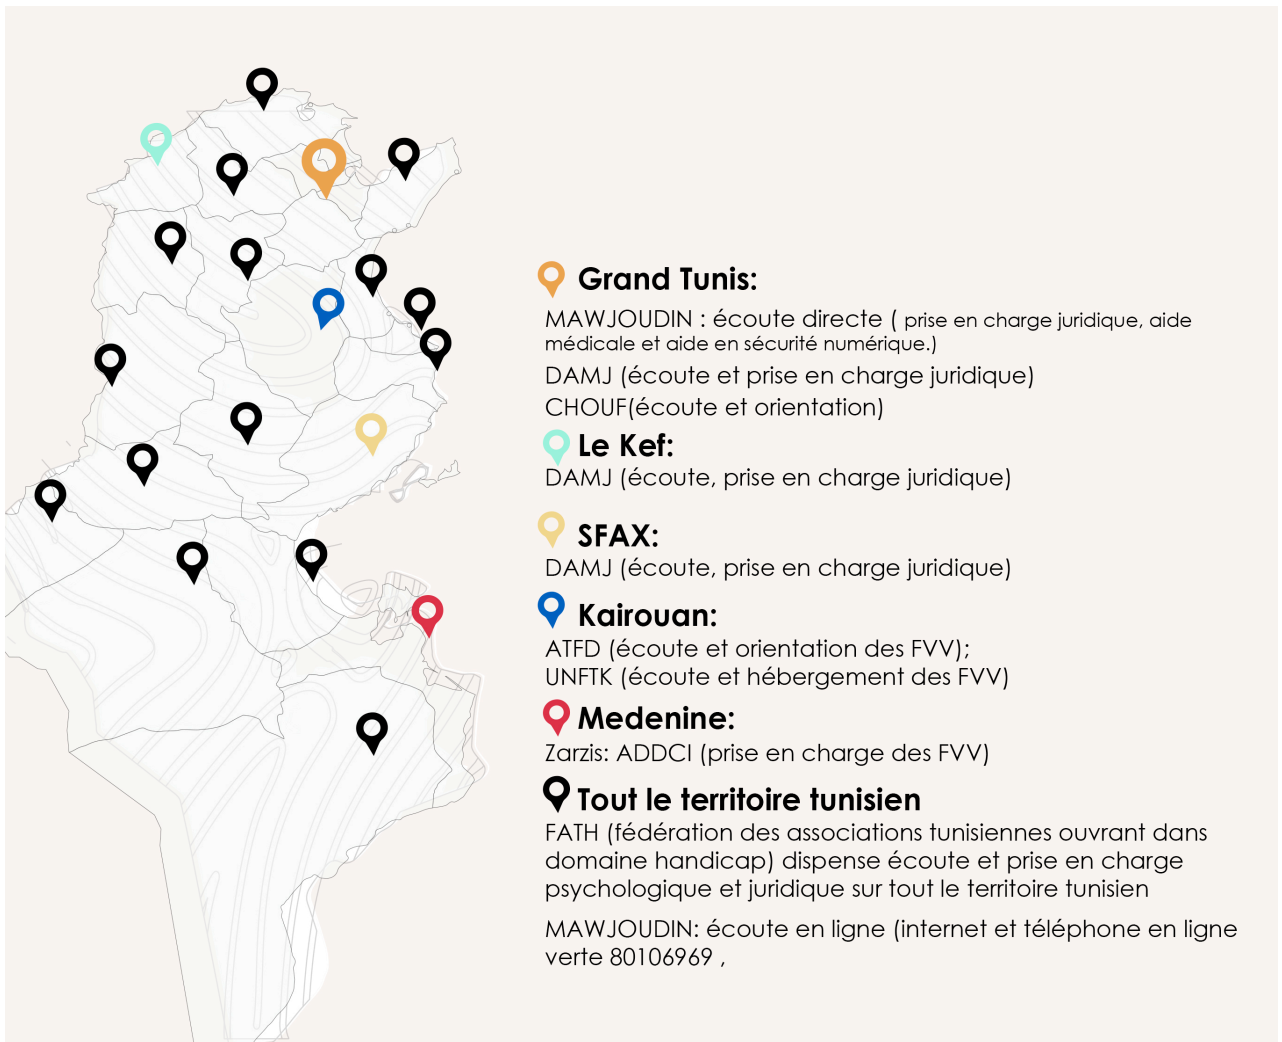 Grand Tunis:
MAWJOUDIN : écoute directe ( prise en charge juridique, aide
médicale et aide en sécurité numérique.)
DAMJ (écoute et prise en charge juridique)
CHOUF(écoute et orientation)
Le Kef:
DAMJ (écoute, prise en charge juridique)
SFAX:
DAMJ (écoute, prise en charge juridique)
Kairouan:
ATFD (écoute et orientation des FVV);
UNFTK (écoute et hébergement des FVV)
Medenine:
Zarzis: ADDCI (prise en charge des FVV)
Tout le territoire tunisien
FATH (fédération des associations tunisiennes ouvrant dans
domaine handicap) dispense écoute et prise en charge
psychologique et juridique sur tout le territoire tunisien
MAWJOUDIN: écoute en ligne (internet et téléphone en ligne
verte 80106969 ,